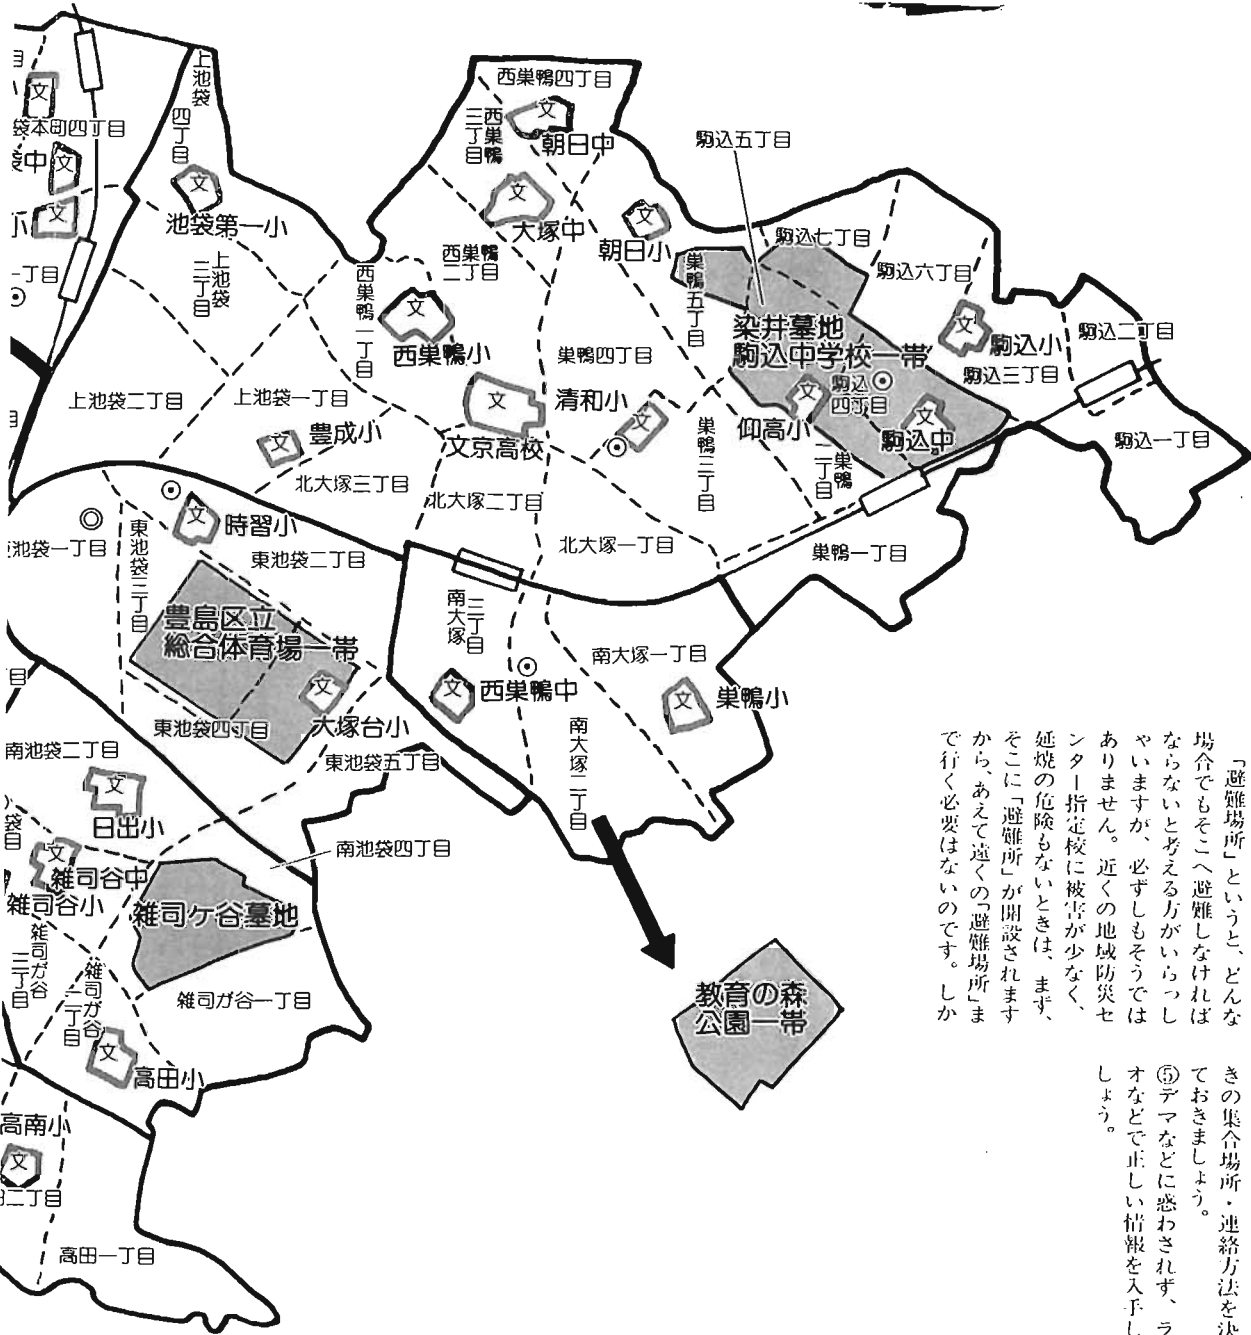 西巣鴨四丁目
西巣鴨
三丁目
朝日中
大塚中
朝日小
駒込五丁目
駒込七丁目
駒込六丁目
駒込小
駒込二丁目
駒込三丁目
駒込一丁目
上池袋
四丁目
袋本町四丁目
池袋第一小
上池袋
三丁目
西巣鴨
二丁目
西巣鴨一丁目
西巣鴨小
巣鴨四丁目
巣鴨五丁目
染井墓地
駒込中学校一帯
駒込
四丁目
駒込中
仰高小
巣鴨
二丁目
巣鴨三丁目
清和小
文京高校
上池袋二丁目
上池袋一丁目
豊成小
北大塚三丁目
北大塚二丁目
北大塚一丁目
巣鴨一丁目
時習小
池袋一丁目
東池袋三丁目
東池袋二丁目
豊島区立
総合体育場一帯
大塚台小
東池袋四丁目
東池袋五丁目
南大塚
三丁目
西巣鴨中
南大塚一丁目
巣鴨小
南大塚二丁目
南池袋二丁目
日出小
南池袋四丁目
雑司谷中
雑司谷小
雑司ケ谷墓地
雑司が谷
三丁目
雑司が谷
二丁目
雑司が谷一丁目
高田小
高南小
二丁目
高田一丁目
教育の森
公園一帯
「避難場所」というと、どんな
場合でもそこへ避難しなければ
ならないと考える方がいらっし
ゃいますが、必ずしもそうでは
ありません。近くの地域防災セ
ンター指定校に被害が少なく、
延焼の危険もないときは、まず、
そこに「避難所」が開設されます
から、あえて遠くの「避難場所」ま
で行く必要はないのです。しか
きの集合場所・連絡方法を決
ておきましょう。
⑤デマなどに惑わされず、ラ
オなどで正しい情報を入手し
しょう。